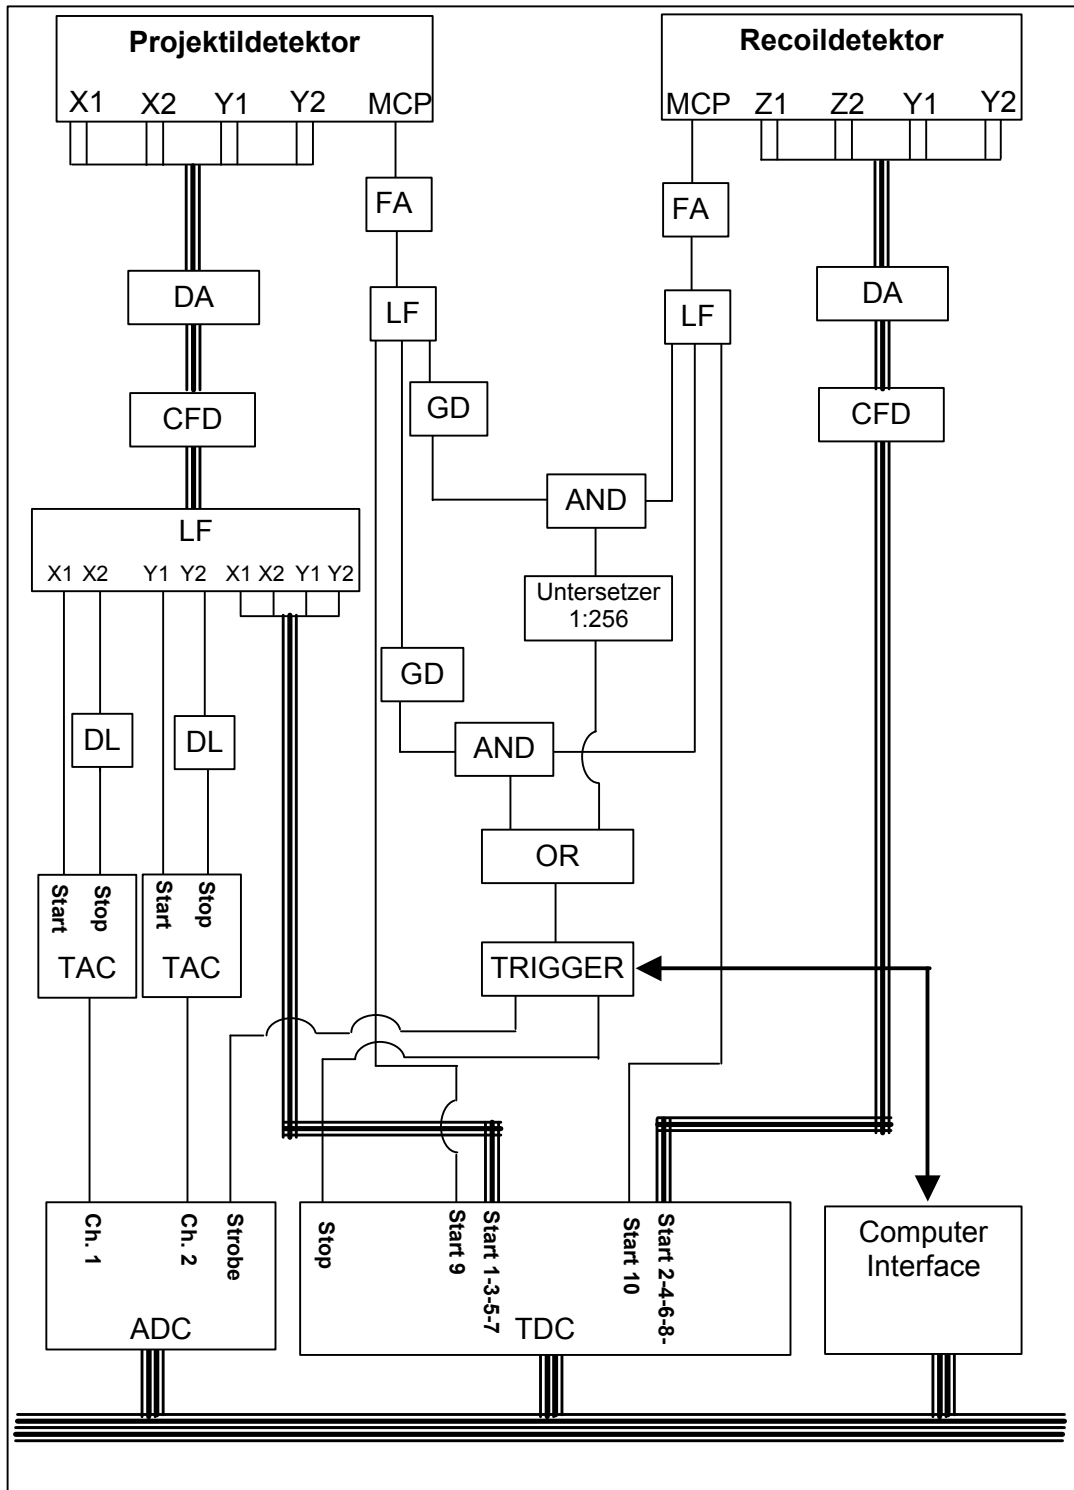 Projektildetektor
X1 X2 Y1 Y2 MCP
Recoildetektor
MCP Z1 Z2 Y1 Y2
FA
FA
DA
LF
LF
DA
GD
CFD
CFD
AND
LF
X1 X2 Y1 Y2 X1 X2 Y1 Y2
Untersetzer
1:256
GD
DL
DL
AND
OR
Start
Stop
TAC
Start
Stop
TAC
TRIGGER
Ch. 1
Ch. 2
Strobe
ADC
Stop
Start 9
Start 1-3-5-7
Start 10
Start 2-4-6-8-
TDC
Computer
Interface